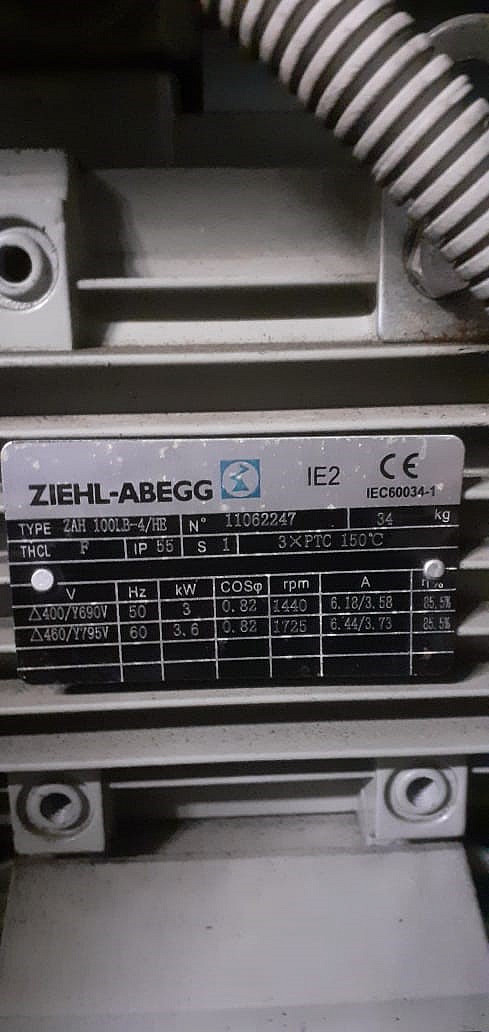 ZIEHL-ABEGG IE2 CE
IEC60034-1
TYPE ZAH 100LB-4/HE N° 11062247 34 kg
THCL F IP 55 S 1 3×PTC 150℃
V Hz kW COSφ rpm A η%
△400/Y690V 50 3 0.82 1440 6.18/3.58 85.5%
△460/Y795V 60 3.6 0.82 1725 6.44/3.73 85.5%